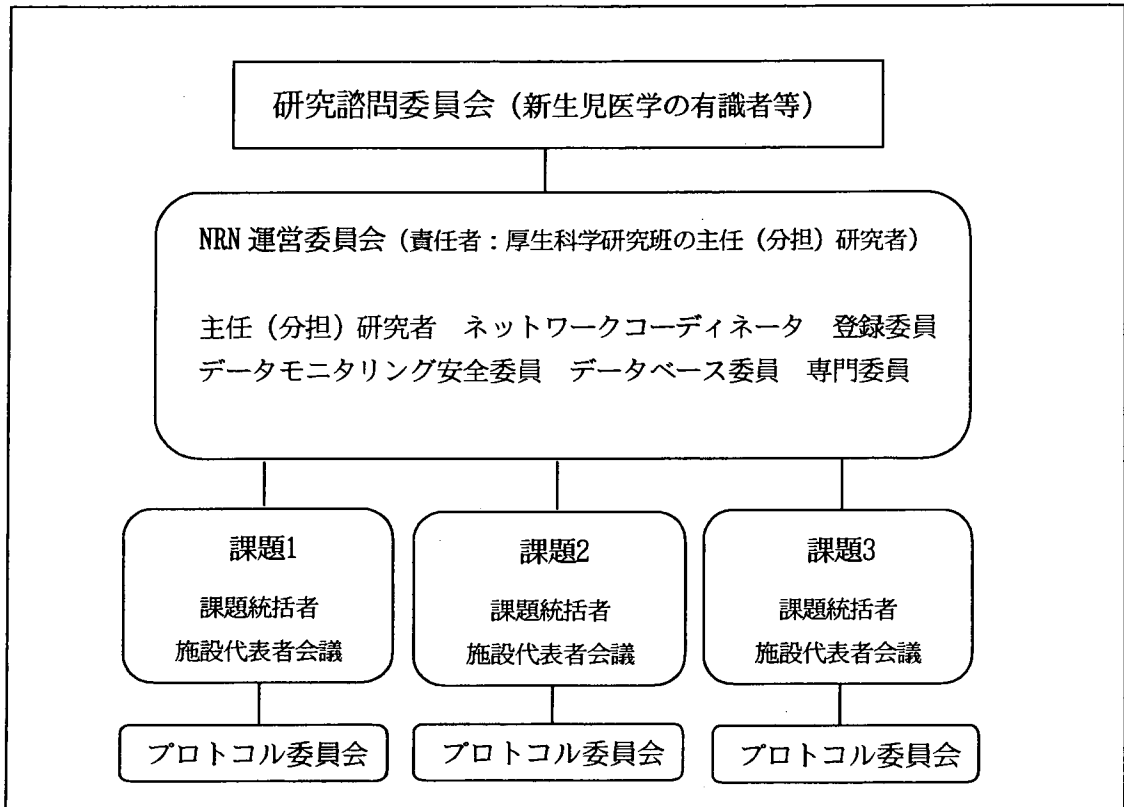 研究諮問委員会（新生児医学の有識者等）
NRN 運営委員会（責任者：厚生科学研究班の主任（分担）研究者）
主任（分担）研究者　ネットワークコーディネータ　登録委員
データモニタリング安全委員　データベース委員　専門委員
課題1
課題統括者
施設代表者会議
プロトコル委員会
課題2
課題統括者
施設代表者会議
プロトコル委員会
課題3
課題統括者
施設代表者会議
プロトコル委員会